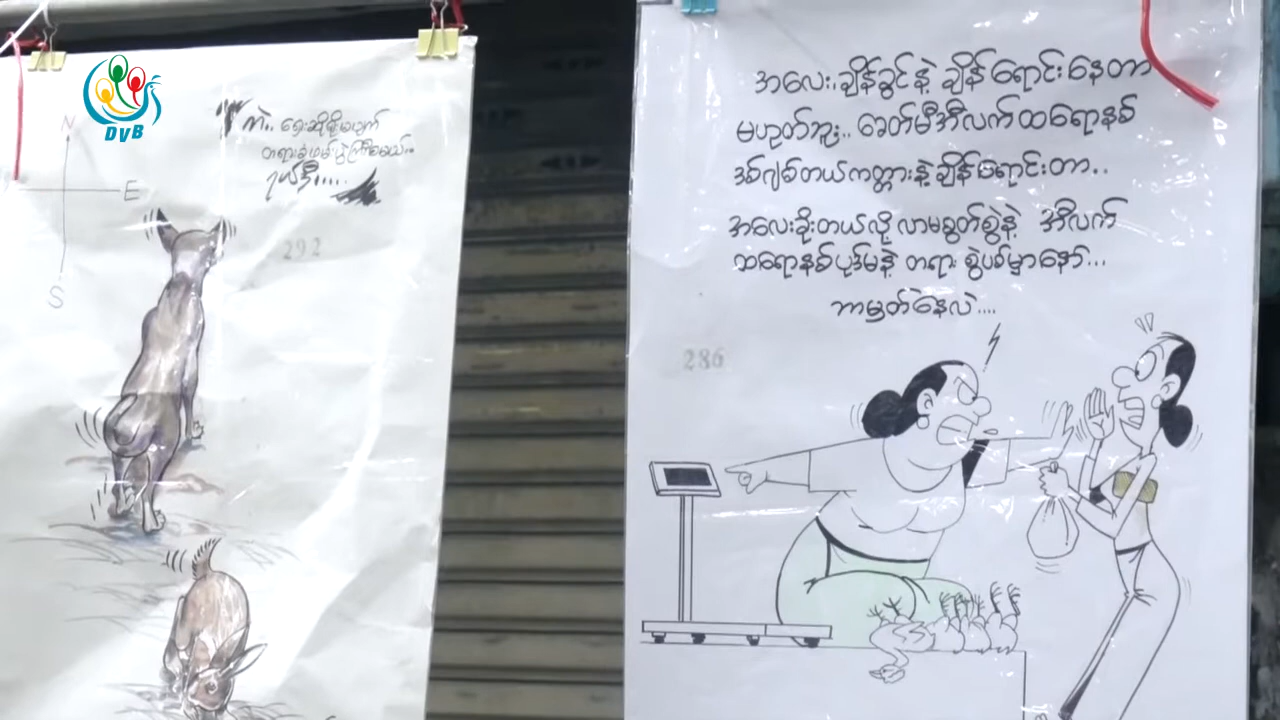 DVB
N
E
S
292
အလေး၊ ချိန်ခွင်နဲ့ ချိန်ရောင်းနေတာ
မဟုတ်ဘူး.. ခေတ်မီအီလက်ထရောနစ်
ဒစ်ဂျစ်တယ်ကတ္တားနဲ့ ချိန်ရောင်းတာ..
အလေးခိုးတယ်လို့ လာမစွတ်စွဲနဲ့ အီလက်
ထရောနစ်ပုဒ်မနဲ့ တရား စွဲပစ်မှာနော်...
ဘာမှတ်နေလဲ....
286